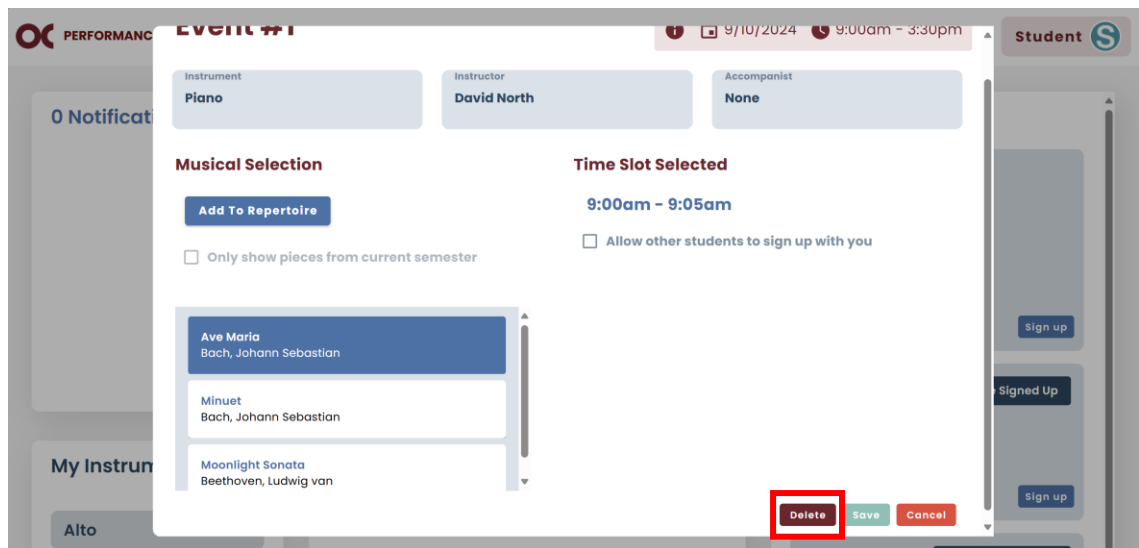 OC PERFORMANC
Event #1
9/10/2024 9:00am - 3:30pm
Student S
0 Notificati
Instrument
Piano
Instructor
David North
Accompanist
None
Musical Selection
Time Slot Selected
Add To Repertoire
9:00am - 9:05am
Allow other students to sign up with you
Only show pieces from current semester
Ave Maria
Bach, Johann Sebastian
Minuet
Bach, Johann Sebastian
Moonlight Sonata
Beethoven, Ludwig van
Sign up
Signed Up
My Instrum
Sign up
Alto
Delete
Save
Cancel